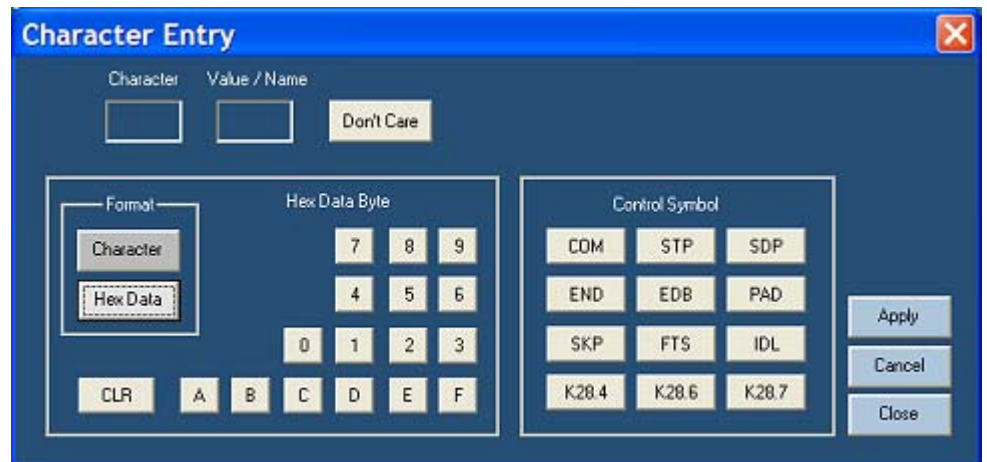 Character Entry
Character Value / Name
Don't Care
Format
Character
Hex Data
Hex Data Byte
7 8 9
4 5 6
0 1 2 3
CLR A B C D E F
Control Symbol
COM STP SDP
END EDB PAD
SKP FTS IDL
K28.4 K28.6 K28.7
Apply
Cancel
Close